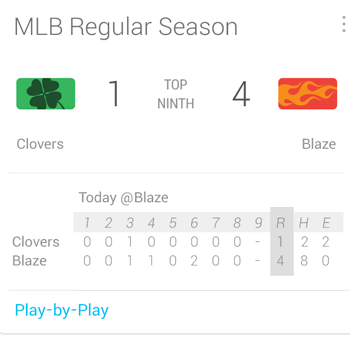 MLB Regular Season
1 TOP NINTH 4
Clovers Blaze
Today @Blaze
1 2 3 4 5 6 7 8 9 R H E
Clovers 0 0 1 0 0 0 0 0 - 1 2 2
Blaze 0 0 1 1 0 2 0 0 - 4 8 0
Play-by-Play